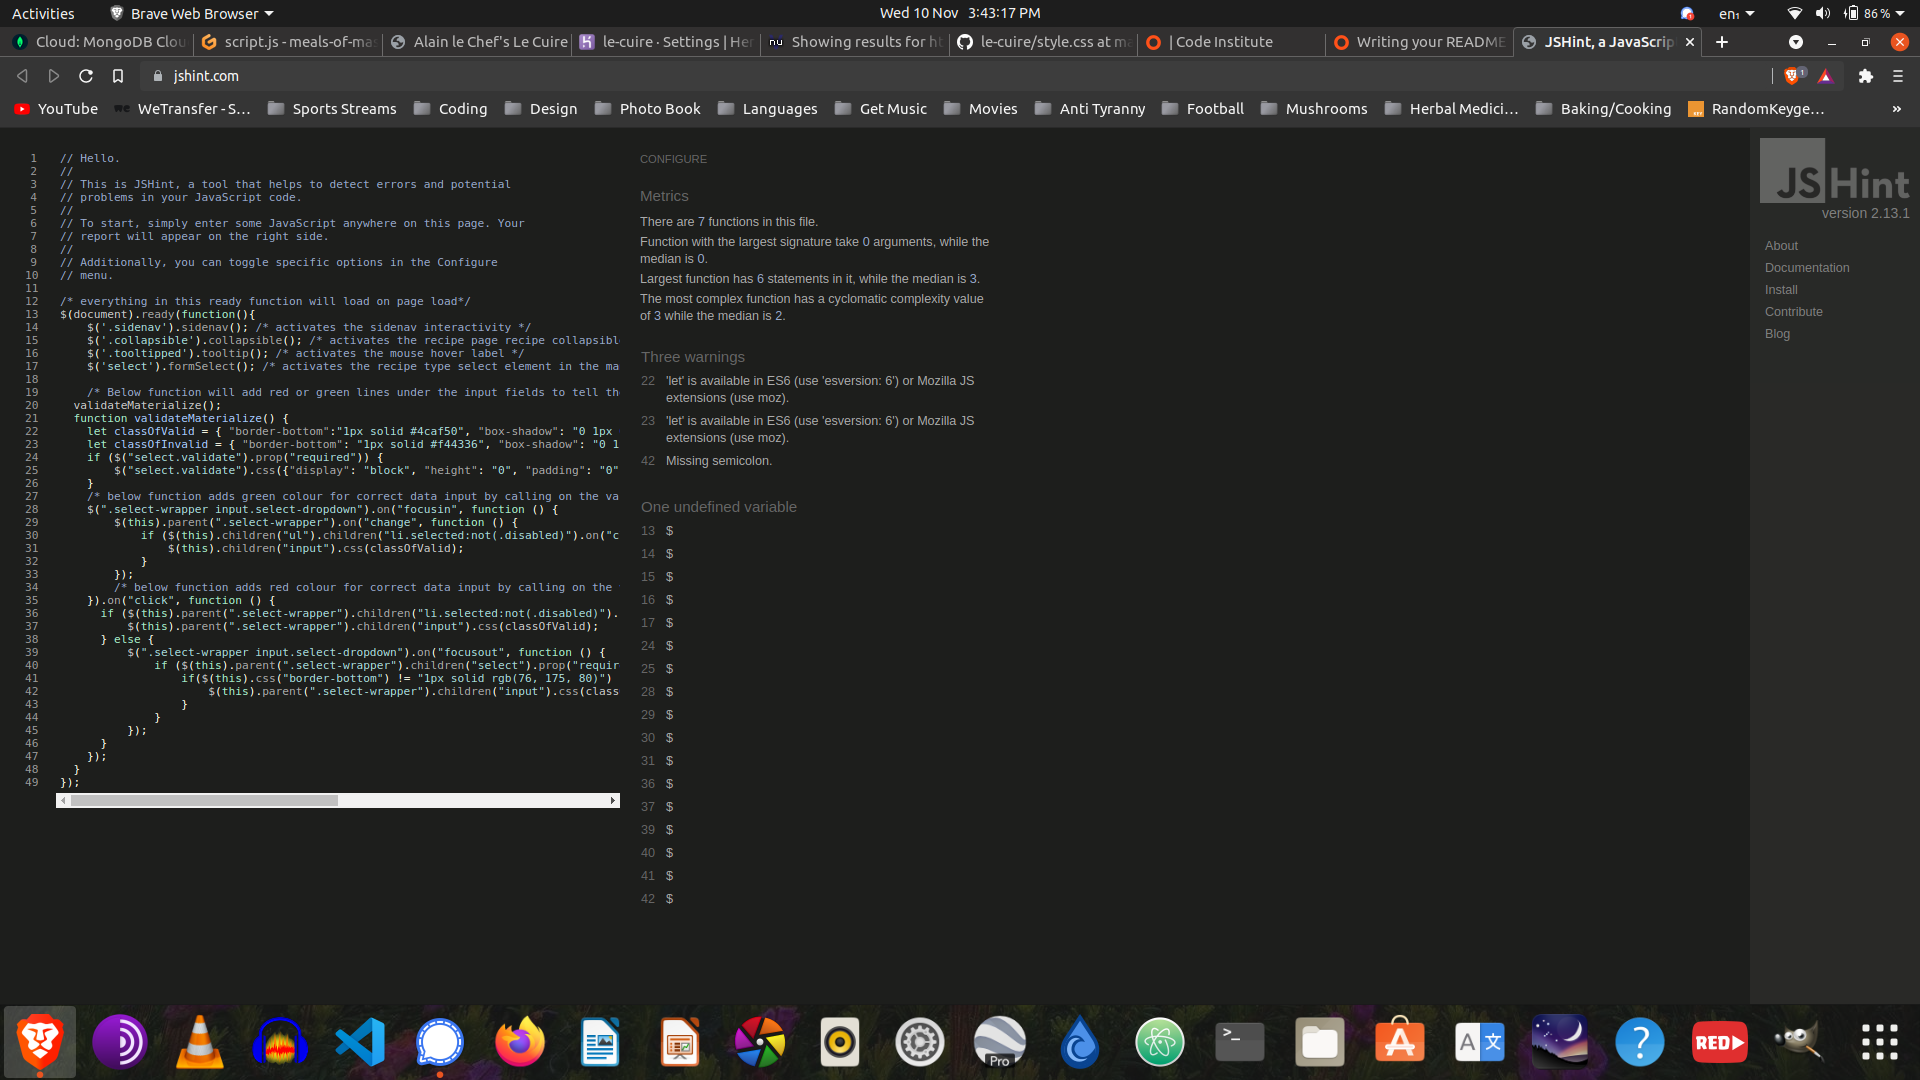 Activities
Brave Web Browser
Wed 10 Nov 3:43:17 PM
en₁
86 %
Cloud: MongoDB Clou
script.js - meals-of-ma
Alain le Chef's Le Cuire
le-cuire · Settings | Her
Showing results for ht
le-cuire/style.css at ma
| Code Institute
Writing your README
JSHint, a JavaScrip
jshint.com
1
YouTube
WeTransfer - S…
Sports Streams
Coding
Design
Photo Book
Languages
Get Music
Movies
Anti Tyranny
Football
Mushrooms
Herbal Medici…
Baking/Cooking
RandomKeyge…
»
1 // Hello.
2 //
3 // This is JSHint, a tool that helps to detect errors and potential
4 // problems in your JavaScript code.
5 //
6 // To start, simply enter some JavaScript anywhere on this page. Your
7 // report will appear on the right side.
8 //
9 // Additionally, you can toggle specific options in the Configure
10 // menu.
11
12 /* everything in this ready function will load on page load*/
13 $(document).ready(function(){
14 $('.sidenav').sidenav(); /* activates the sidenav interactivity */
15 $('.collapsible').collapsible(); /* activates the recipe page recipe collapsibl
16 $('.tooltipped').tooltip(); /* activates the mouse hover label */
17 $('select').formSelect(); /* activates the recipe type select element in the ma
18
19 /* Below function will add red or green lines under the input fields to tell th
20 validateMaterialize();
21 function validateMaterialize() {
22 let classOfValid = { "border-bottom":"1px solid #4caf50", "box-shadow": "0 1px
23 let classOfInvalid = { "border-bottom": "1px solid #f44336", "box-shadow": "0 1
24 if ($("select.validate").prop("required")) {
25 $("select.validate").css({"display": "block", "height": "0", "padding": "0"
26 }
27 /* below function adds green colour for correct data input by calling on the va
28 $(".select-wrapper input.select-dropdown").on("focusin", function () {
29 $(this).parent(".select-wrapper").on("change", function () {
30 if ($(this).children("ul").children("li.selected:not(.disabled)").on("c
31 $(this).children("input").css(classOfValid);
32 }
33 });
34 /* below function adds red colour for correct data input by calling on the
35 }).on("click", function () {
36 if ($(this).parent(".select-wrapper").children("li.selected:not(.disabled)").
37 $(this).parent(".select-wrapper").children("input").css(classOfValid);
38 } else {
39 $(".select-wrapper input.select-dropdown").on("focusout", function () {
40 if ($(this).parent(".select-wrapper").children("select").prop("requir
41 if($(this).css("border-bottom") != "1px solid rgb(76, 175, 80)")
42 $(this).parent(".select-wrapper").children("input").css(class
43 }
44 }
45 });
46 }
47 });
48 }
49 });
CONFIGURE
Metrics
There are 7 functions in this file.
Function with the largest signature take 0 arguments, while the
median is 0.
Largest function has 6 statements in it, while the median is 3.
The most complex function has a cyclomatic complexity value
of 3 while the median is 2.
Three warnings
22 'let' is available in ES6 (use 'esversion: 6') or Mozilla JS
extensions (use moz).
23 'let' is available in ES6 (use 'esversion: 6') or Mozilla JS
extensions (use moz).
42 Missing semicolon.
One undefined variable
13 $
14 $
15 $
16 $
17 $
24 $
25 $
28 $
29 $
30 $
31 $
36 $
37 $
39 $
40 $
41 $
42 $
JSHint
version 2.13.1
About
Documentation
Install
Contribute
Blog
Pro
RED